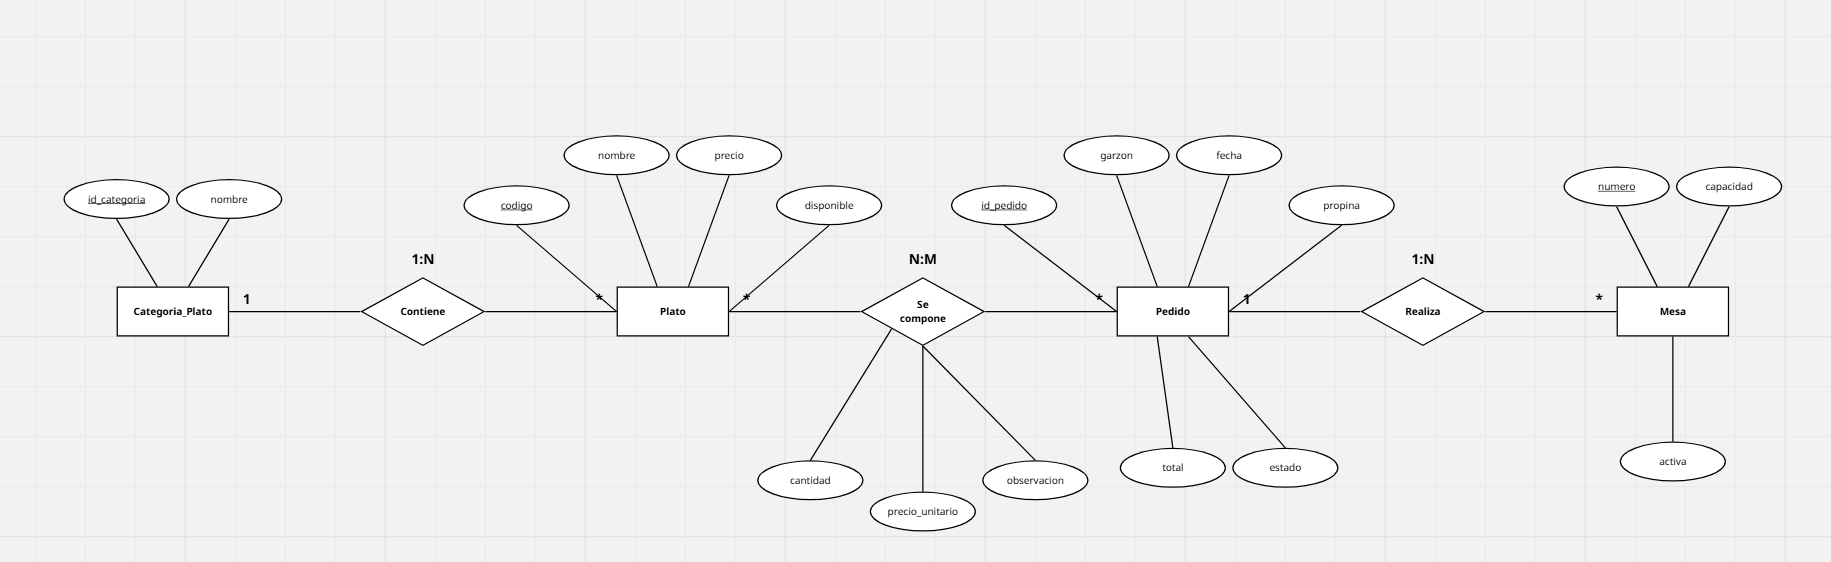 nombre
precio
garzon
fecha
id_categoria
nombre
codigo
disponible
id_pedido
propina
numero
capacidad
1:N
N:M
1:N
1
*
*
*
1
*
Categoria_Plato
Contiene
Plato
Se
compone
Pedido
Realiza
Mesa
cantidad
precio_unitario
observacion
total
estado
activa